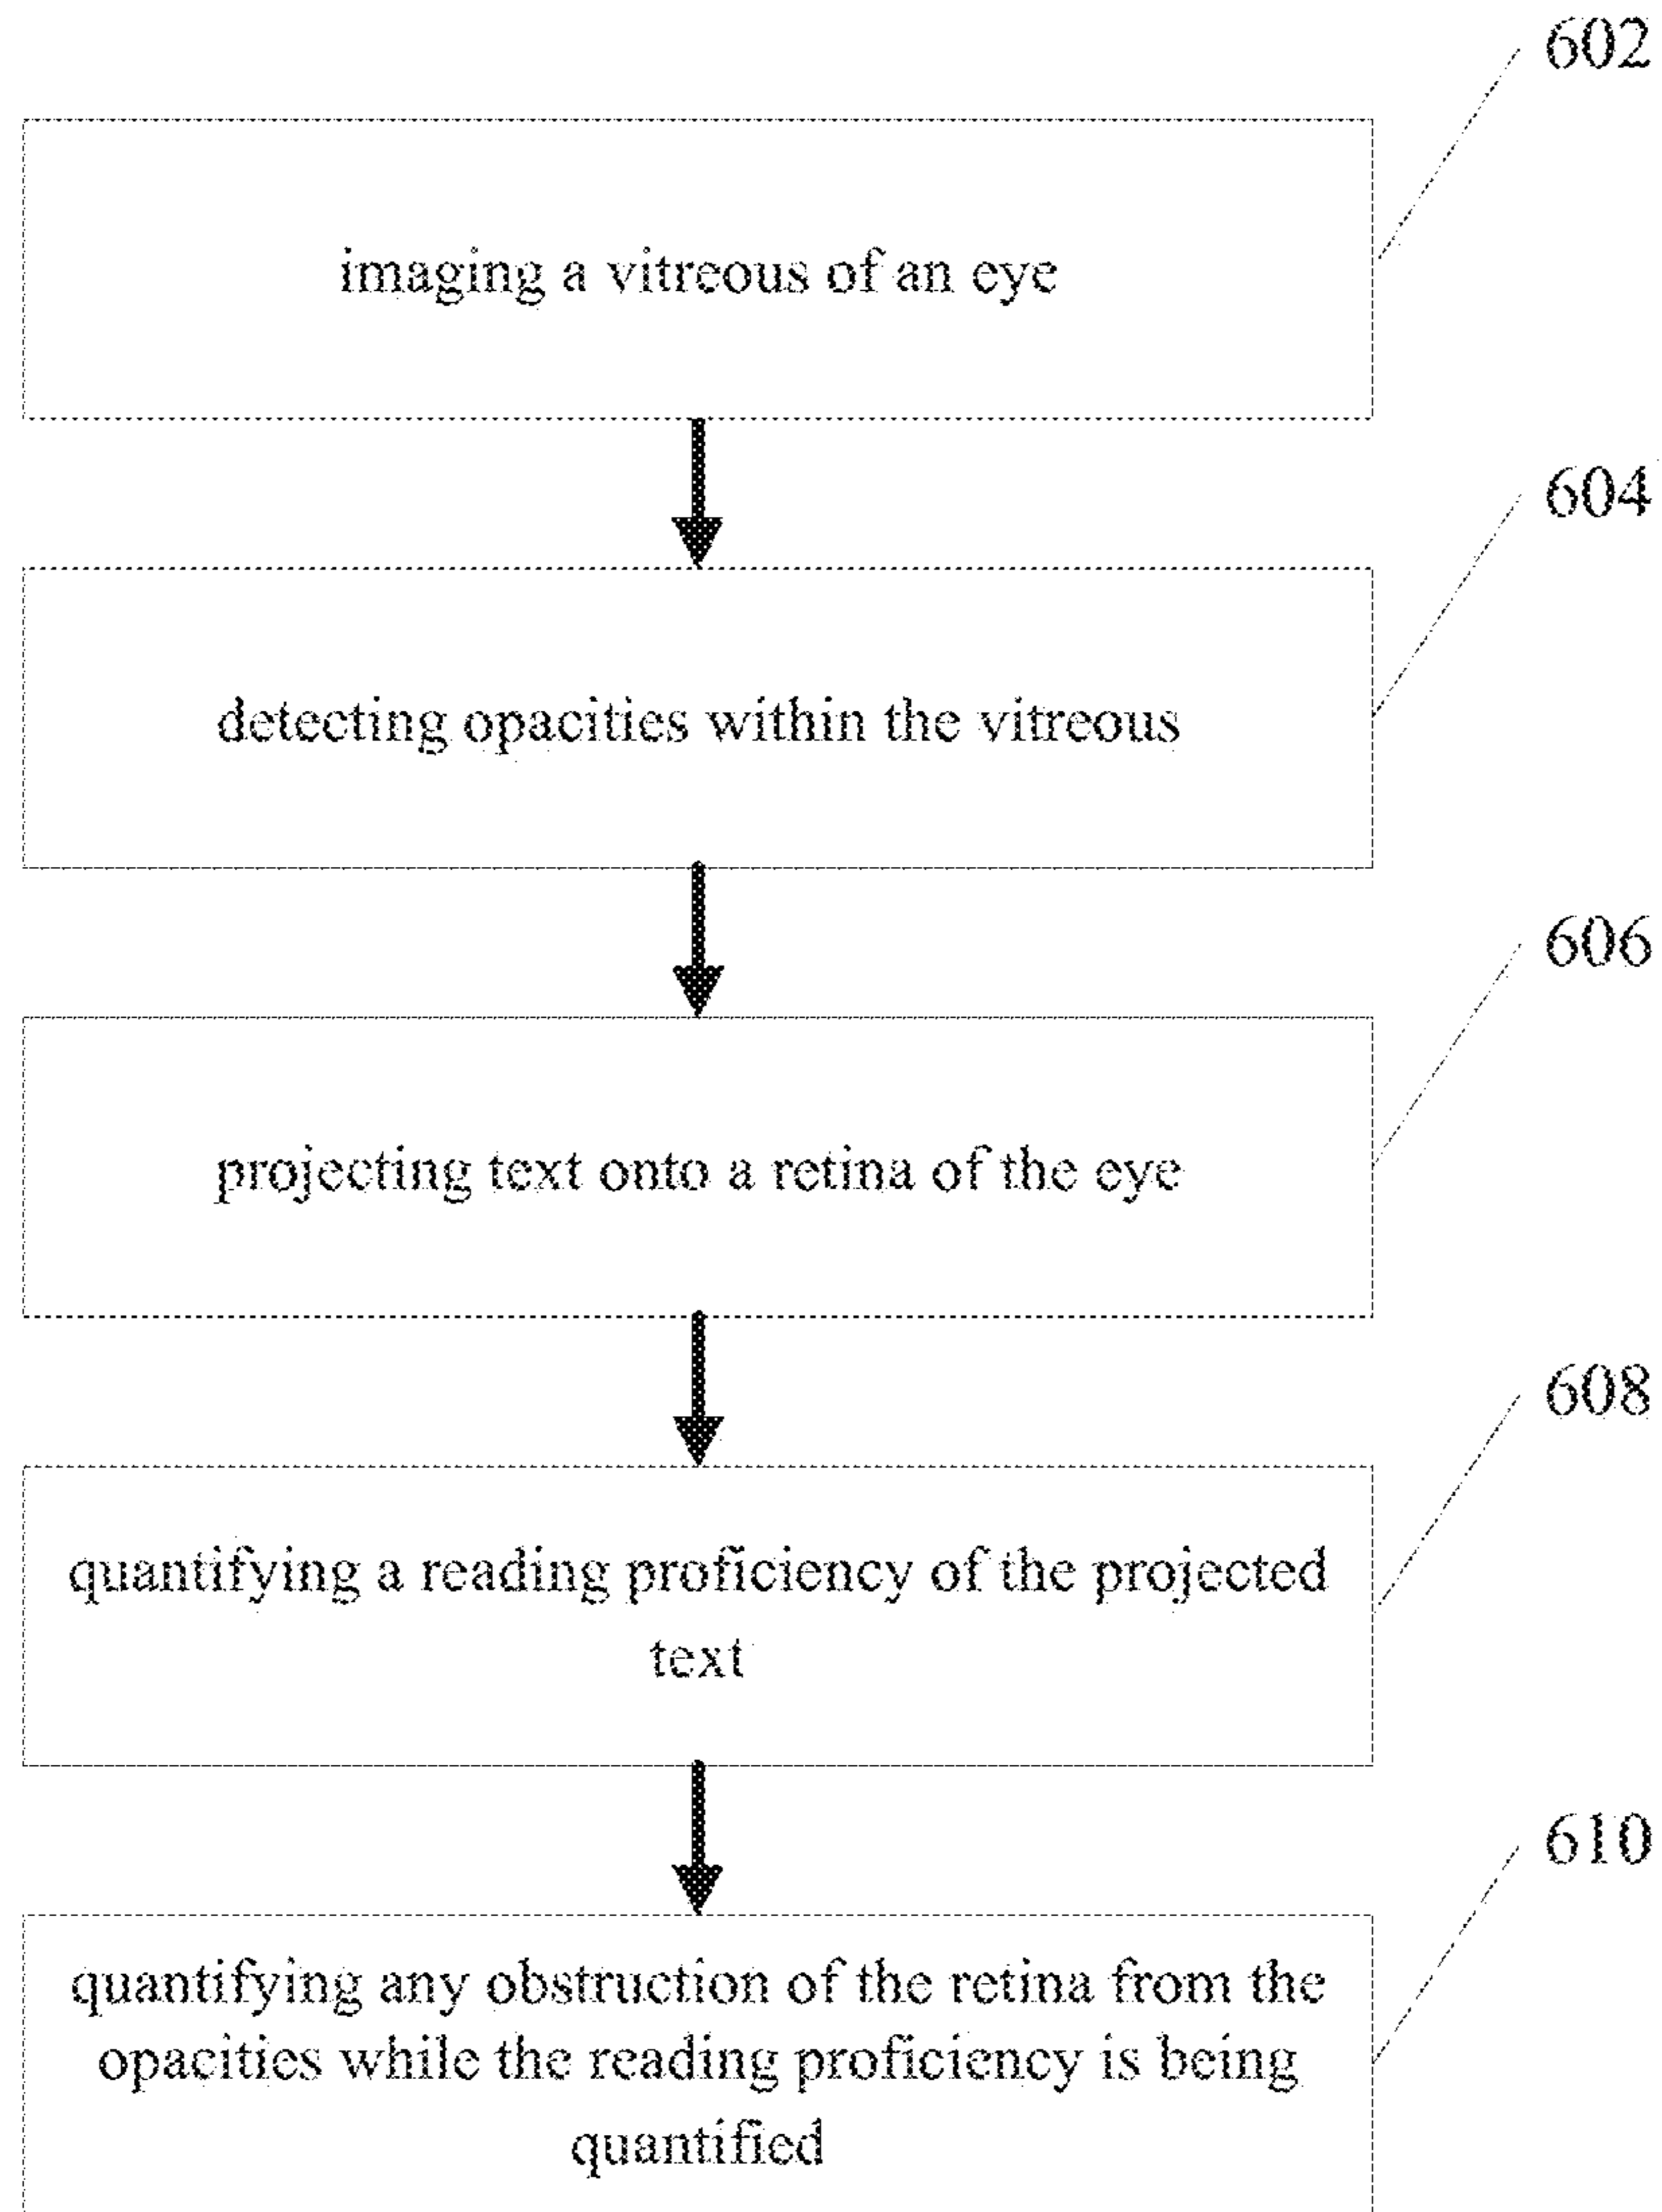 602
imaging a vitreous of an eye
604
detecting opacities within the vitreous
606
projecting text onto a retina of the eye
608
quantifying a reading proficiency of the projected
text
610
quantifying any obstruction of the retina from the
opacities while the reading proficiency is being
quantified